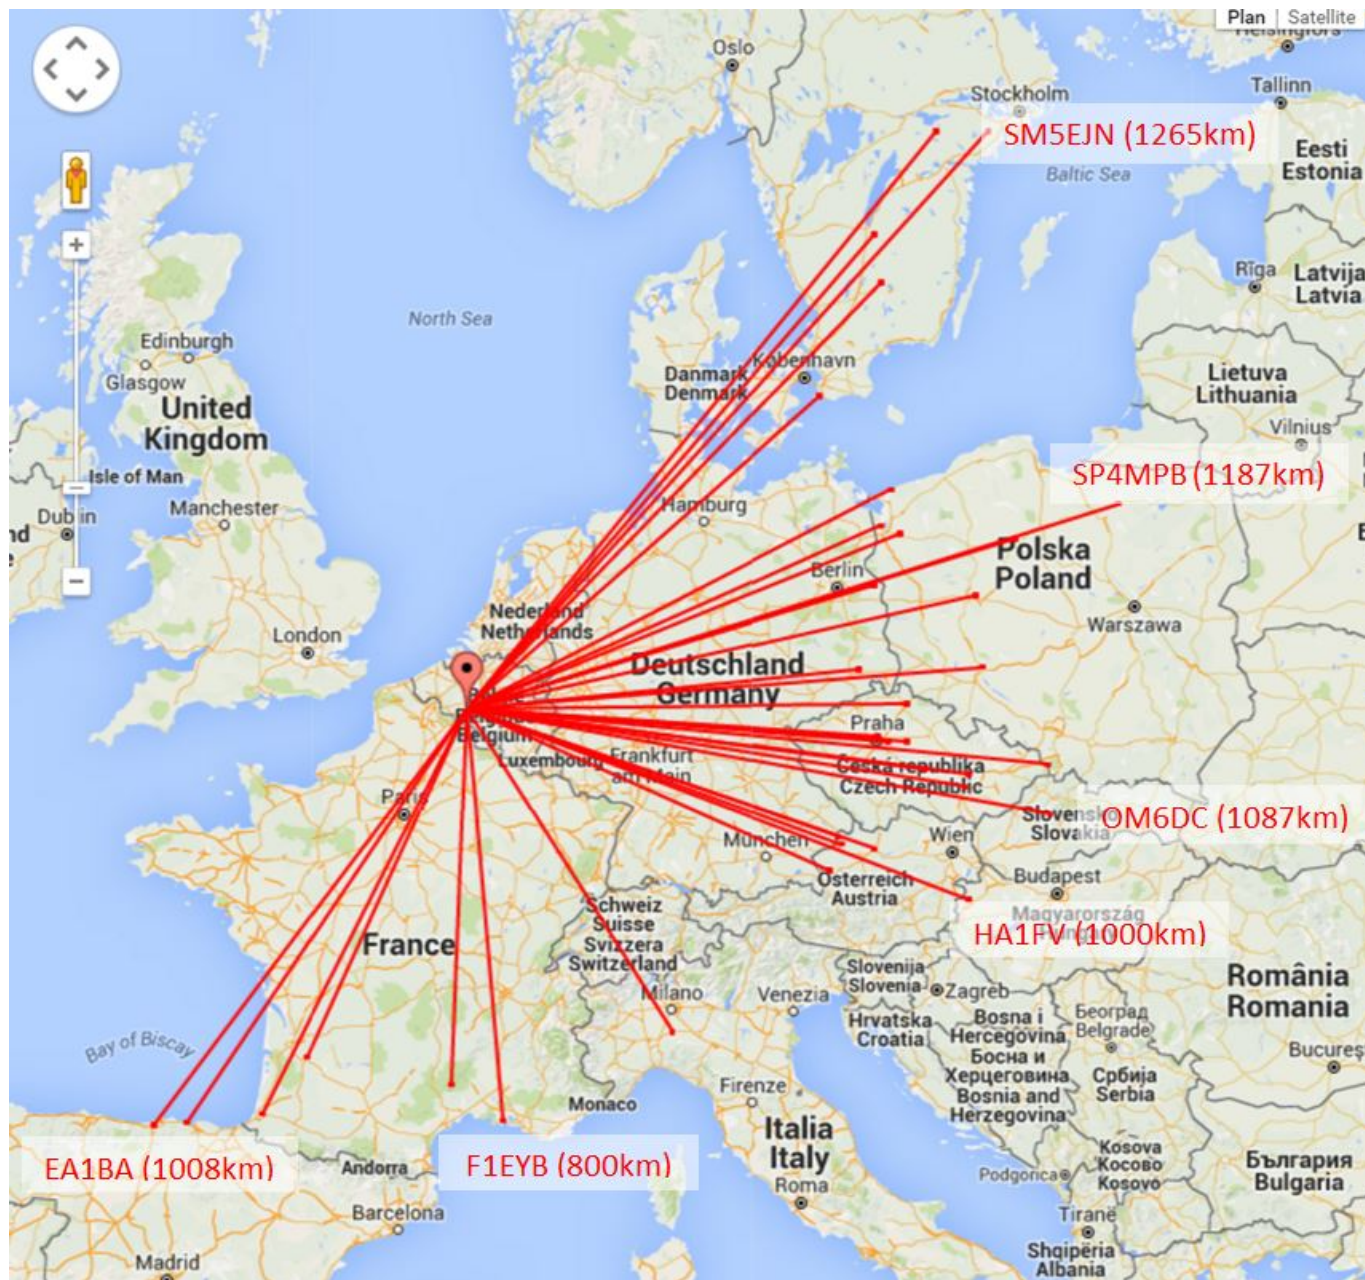 Plan
Satellite
Helsingfors
Oslo
Tallinn
Stockholm
SM5EJN (1265km)
Eesti
Estonia
Baltic Sea
Rīga
Latvija
Latvia
North Sea
Edinburgh
Glasgow
København
Danmark
Denmark
Lietuva
Lithuania
United
Kingdom
Vilnius
Isle of Man
SP4MPB (1187km)
Manchester
Hamburg
Dublin
Polska
Poland
Berlin
Nederland
Netherlands
London
Warszawa
Deutschland
Germany
Belgium
Praha
Luxembourg
Frankfurt
am Main
Česká republika
Czech Republic
Paris
Slovensko
Slovakia
OM6DC (1087km)
München
Wien
Österreich
Austria
Budapest
Magyarország
HA1FV (1000km)
Schweiz
Suisse
Svizzera
Switzerland
France
Slovenija
Slovenia
Zagreb
România
Romania
Milano
Venezia
Hrvatska
Croatia
Bosna i
Hercegovina
Босна и
Херцеговина
Bosnia and
Herzegovina
Београд
Belgrade
Bay of Biscay
Bucureș
Србија
Serbia
Firenze
Monaco
Italia
Italy
EA1BA (1008km)
Andorra
F1EYB (800km)
Kosova
Косово
Kosovo
Podgorica
България
Bulgaria
Roma
Barcelona
Tiranë
Madrid
Shqipëria
Albania